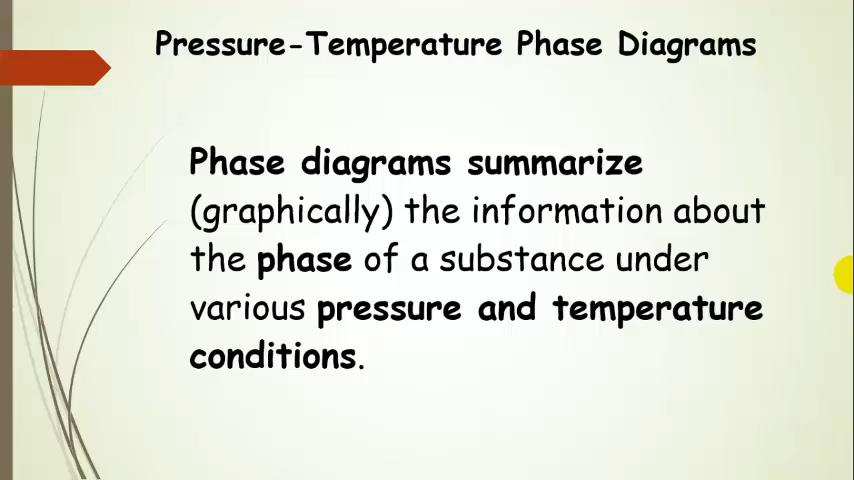 Pressure-Temperature Phase Diagrams
Phase diagrams summarize
(graphically) the information about
the phase of a substance under
various pressure and temperature
conditions.